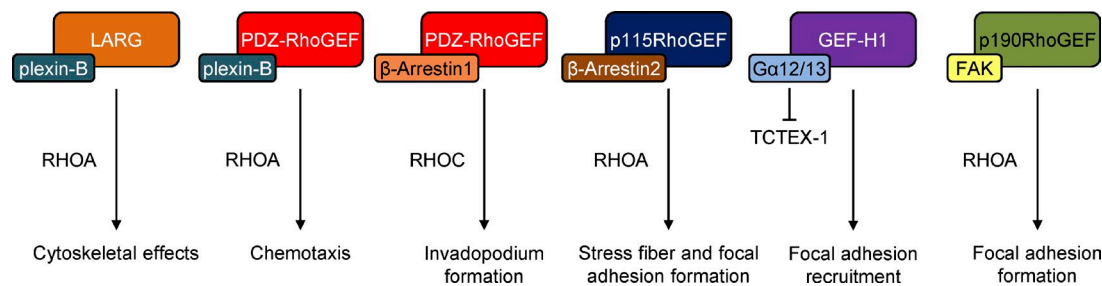 LARG
plexin-B
RHOA
Cytoskeletal effects
PDZ-RhoGEF
plexin-B
RHOA
Chemotaxis
PDZ-RhoGEF
β-Arrestin1
RHOC
Invadopodium
formation
p115RhoGEF
β-Arrestin2
RHOA
Stress fiber and focal
adhesion formation
GEF-H1
Gα12/13
TCTEX-1
Focal adhesion
recruitment
p190RhoGEF
FAK
RHOA
Focal adhesion
formation